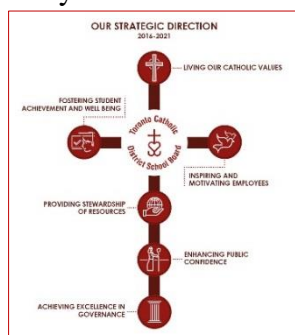 OUR STRATEGIC DIRECTION
2016-2021
LIVING OUR CATHOLIC VALUES
FOSTERING STUDENT
ACHIEVEMENT AND WELL BEING
Toronto Catholic
District School Board
INSPIRING AND
MOTIVATING EMPLOYEES
PROVIDING STEWARDSHIP
OF RESOURCES
ENHANCING PUBLIC
CONFIDENCE
ACHIEVING EXCELLENCE IN
GOVERNANCE